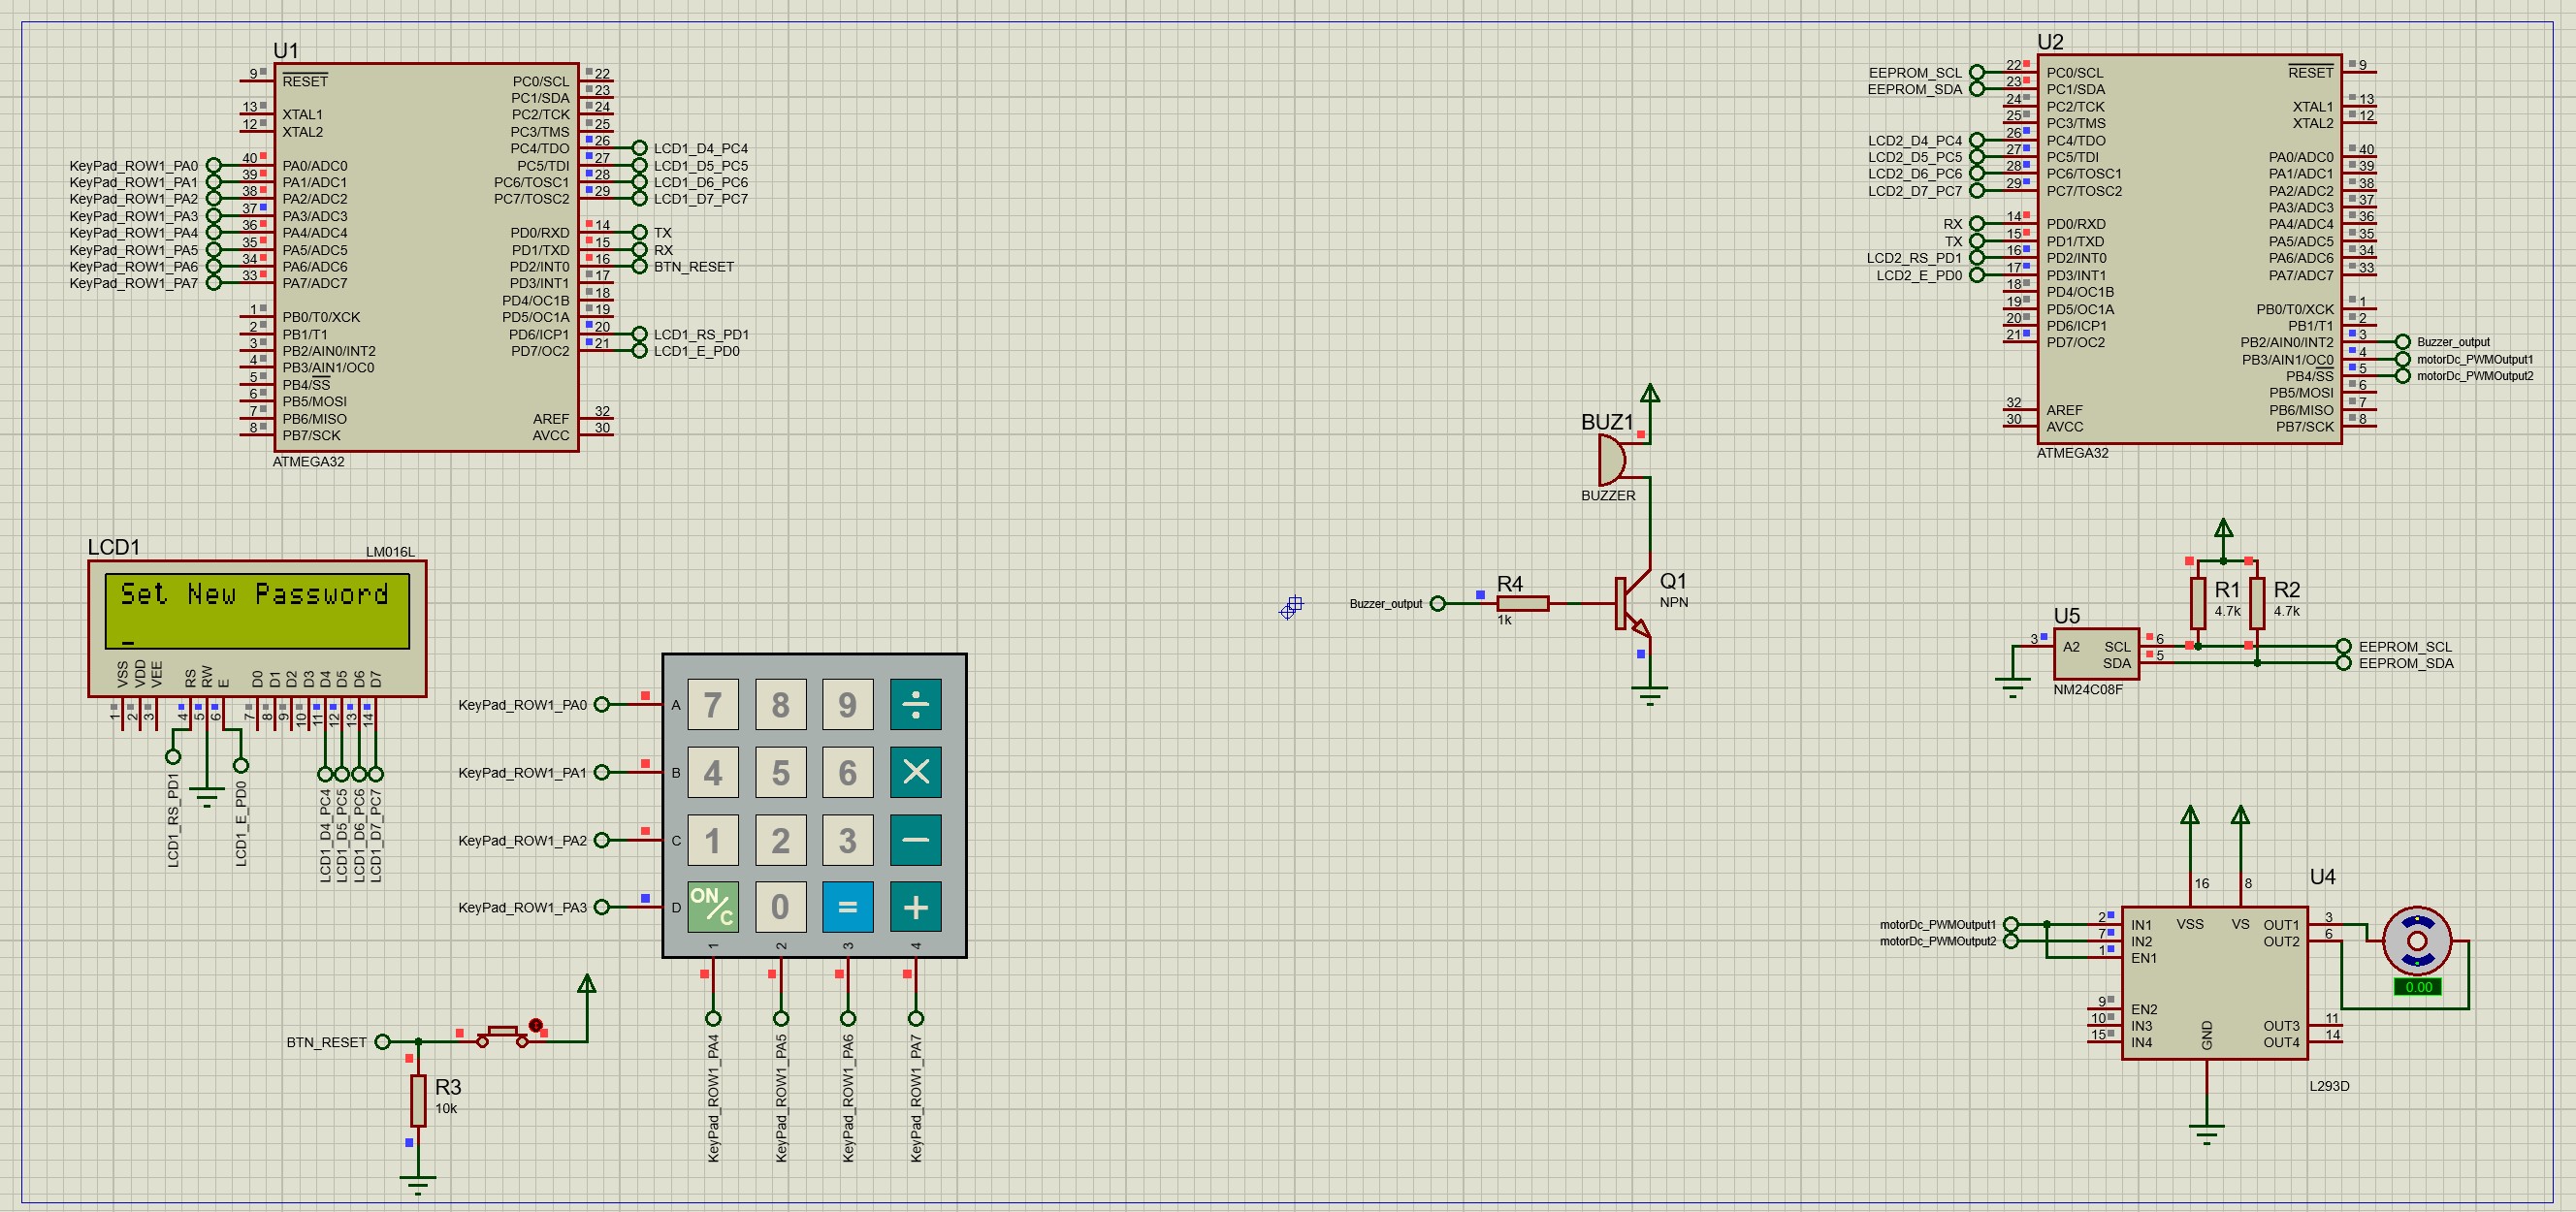 U1
9 RESET PC0/SCL 22
PC1/SDA 23
13 XTAL1 PC2/TCK 24
12 XTAL2 PC3/TMS 25
PC4/TDO 26 LCD1_D4_PC4
KeyPad_ROW1_PA0 40 PA0/ADC0 PC5/TDI 27 LCD1_D5_PC5
KeyPad_ROW1_PA1 39 PA1/ADC1 PC6/TOSC1 28 LCD1_D6_PC6
KeyPad_ROW1_PA2 38 PA2/ADC2 PC7/TOSC2 29 LCD1_D7_PC7
KeyPad_ROW1_PA3 37 PA3/ADC3
KeyPad_ROW1_PA4 36 PA4/ADC4 PD0/RXD 14 TX
KeyPad_ROW1_PA5 35 PA5/ADC5 PD1/TXD 15 RX
KeyPad_ROW1_PA6 34 PA6/ADC6 PD2/INT0 16 BTN_RESET
KeyPad_ROW1_PA7 33 PA7/ADC7 PD3/INT1 17
PD4/OC1B 18
1 PB0/T0/XCK PD5/OC1A 19
2 PB1/T1 PD6/ICP1 20 LCD1_RS_PD1
3 PB2/AIN0/INT2 PD7/OC2 21 LCD1_E_PD0
4 PB3/AIN1/OC0
5 PB4/SS
6 PB5/MOSI
7 PB6/MISO AREF 32
8 PB7/SCK AVCC 30
ATMEGA32
U2
EEPROM_SCL 22 PC0/SCL RESET 9
EEPROM_SDA 23 PC1/SDA
24 PC2/TCK XTAL1 13
25 PC3/TMS XTAL2 12
LCD2_D4_PC4 26 PC4/TDO
LCD2_D5_PC5 27 PC5/TDI PA0/ADC0 40
LCD2_D6_PC6 28 PC6/TOSC1 PA1/ADC1 39
LCD2_D7_PC7 29 PC7/TOSC2 PA2/ADC2 38
PA3/ADC3 37
RX 14 PD0/RXD PA4/ADC4 36
TX 15 PD1/TXD PA5/ADC5 35
LCD2_RS_PD1 16 PD2/INT0 PA6/ADC6 34
LCD2_E_PD0 17 PD3/INT1 PA7/ADC7 33
18 PD4/OC1B
19 PD5/OC1A PB0/T0/XCK 1
20 PD6/ICP1 PB1/T1 2
21 PD7/OC2 PB2/AIN0/INT2 3 Buzzer_output
PB3/AIN1/OC0 4 motorDc_PWMOutput1
PB4/SS 5 motorDc_PWMOutput2
PB5/MOSI 6
32 AREF PB6/MISO 7
30 AVCC PB7/SCK 8
ATMEGA32
BUZ1
BUZZER
Buzzer_output
R4
1k
Q1
NPN
LCD1
LM016L
Set New Password
_
VSS VDD VEE RS RW E D0 D1 D2 D3 D4 D5 D6 D7
1 2 3 4 5 6 7 8 9 10 11 12 13 14
LCD1_RS_PD1
LCD1_E_PD0
LCD1_D4_PC4
LCD1_D5_PC5
LCD1_D6_PC6
LCD1_D7_PC7
KeyPad_ROW1_PA0 A 7 8 9 ÷
KeyPad_ROW1_PA1 B 4 5 6 ×
KeyPad_ROW1_PA2 C 1 2 3 −
KeyPad_ROW1_PA3 D ON/C 0 = +
1 2 3 4
KeyPad_ROW1_PA4
KeyPad_ROW1_PA5
KeyPad_ROW1_PA6
KeyPad_ROW1_PA7
BTN_RESET
R3
10k
R1
4.7k
R2
4.7k
U5
3 A2 SCL 6 EEPROM_SCL
SDA 5 EEPROM_SDA
NM24C08F
U4
16 8
motorDc_PWMOutput1 2 IN1 VSS VS OUT1 3
motorDc_PWMOutput2 7 IN2 OUT2 6
1 EN1
0.00
9 EN2
10 IN3 OUT3 11
15 IN4 GND OUT4 14
L293D